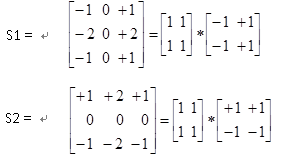 S1 = ↵ [−1 0 +1; −2 0 +2; −1 0 +1] = [1 1; 1 1] * [−1 +1; −1 +1]
S2 = ↵ [+1 +2 +1; 0 0 0; −1 −2 −1] = [1 1; 1 1] * [+1 +1; −1 −1]